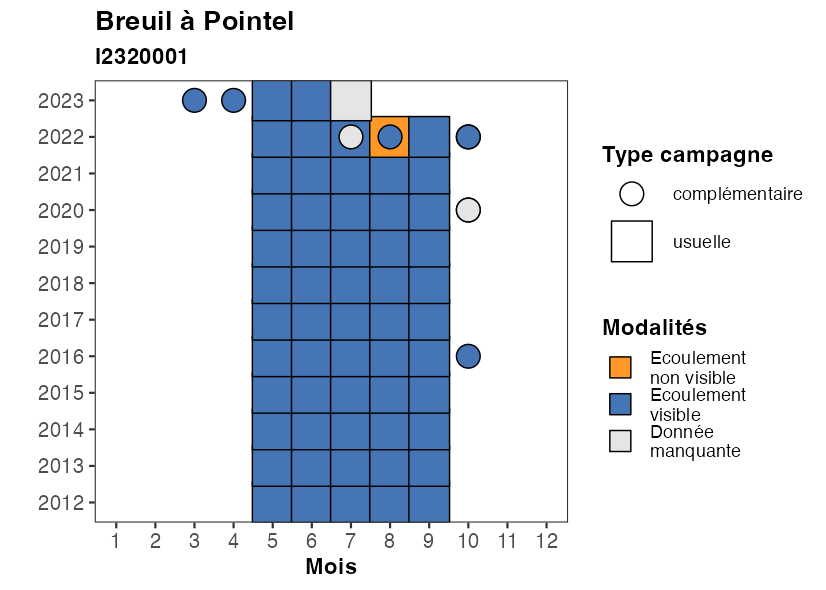 Breuil à Pointel
I2320001
2023
2022
2021
2020
2019
2018
2017
2016
2015
2014
2013
2012
1 2 3 4 5 6 7 8 9 10 11 12
Mois
Type campagne
complémentaire
usuelle
Modalités
Ecoulement
non visible
Ecoulement
visible
Donnée
manquante